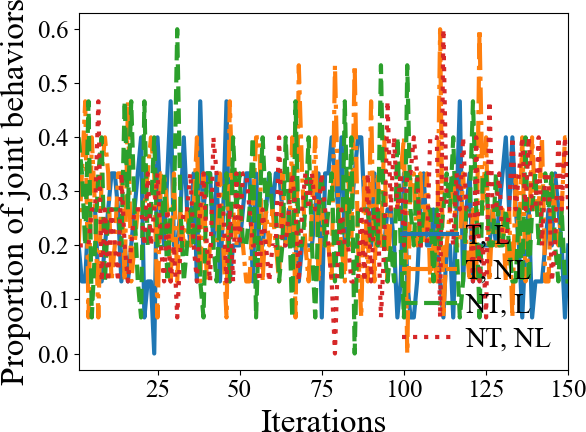 Proportion of joint behaviors
0.6
0.5
0.4
0.3
0.2
0.1
0.0
T, L
T, NL
NT, L
NT, NL
25
50
75
100
125
150
Iterations